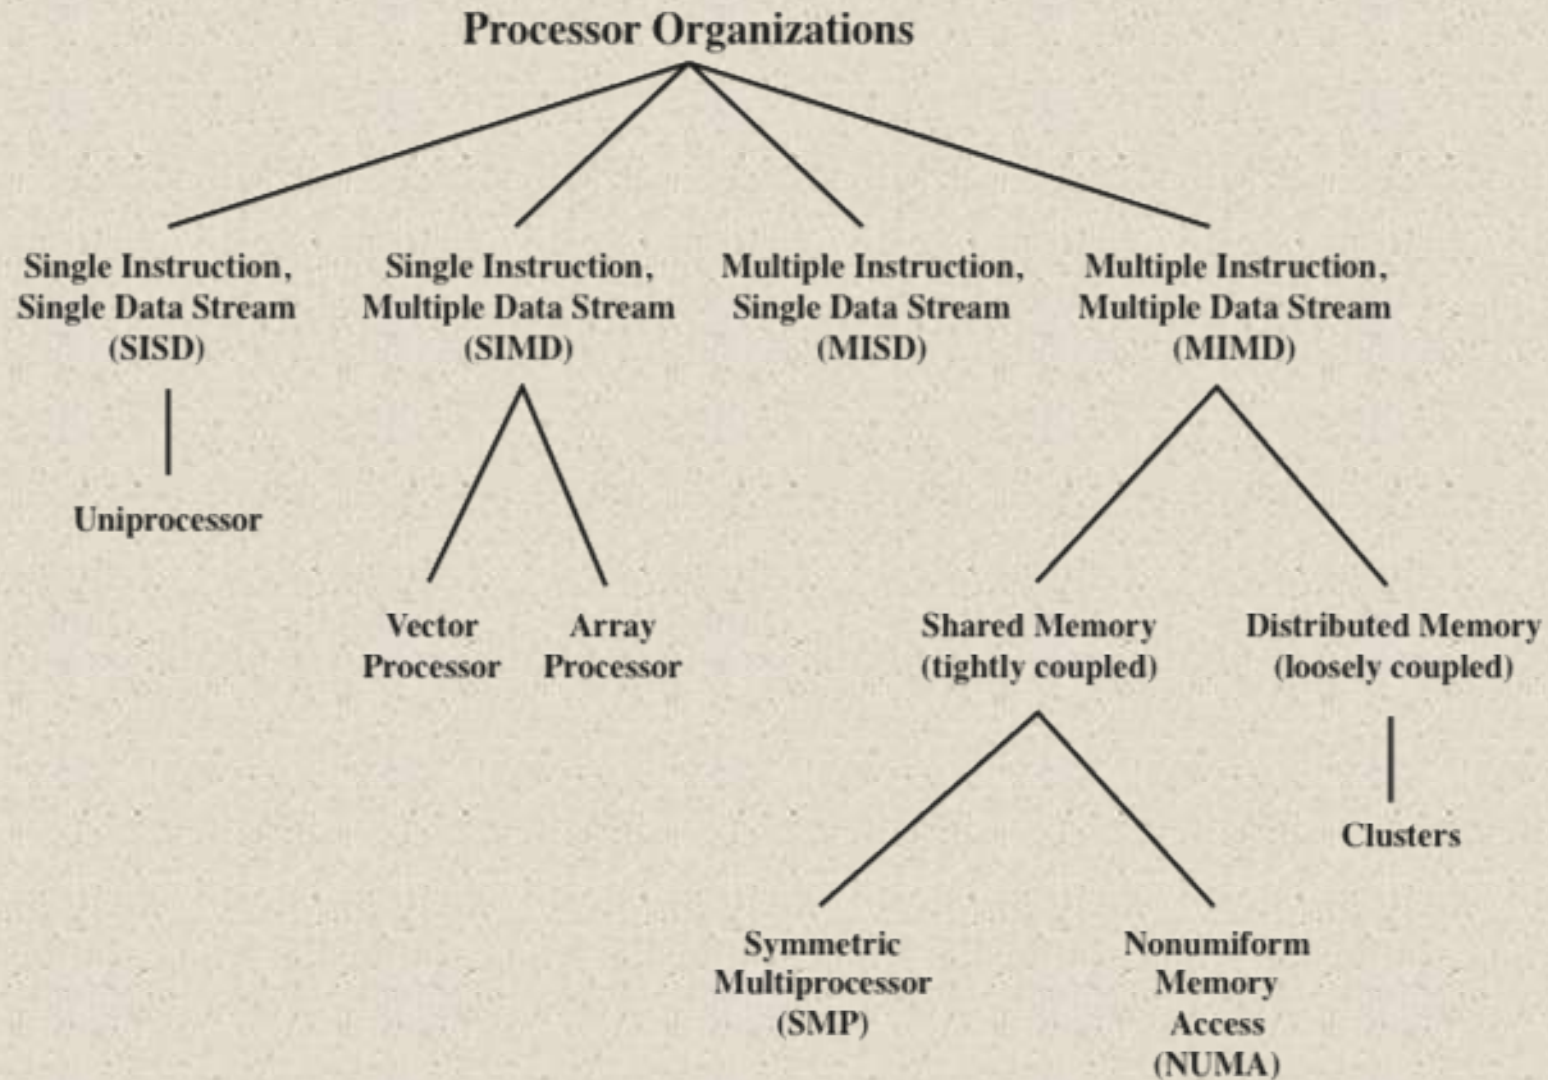 Processor Organizations
Single Instruction,
Single Data Stream
(SISD)
Single Instruction,
Multiple Data Stream
(SIMD)
Multiple Instruction,
Single Data Stream
(MISD)
Multiple Instruction,
Multiple Data Stream
(MIMD)
Uniprocessor
Vector
Processor
Array
Processor
Shared Memory
(tightly coupled)
Distributed Memory
(loosely coupled)
Clusters
Symmetric
Multiprocessor
(SMP)
Nonumiform
Memory
Access
(NUMA)